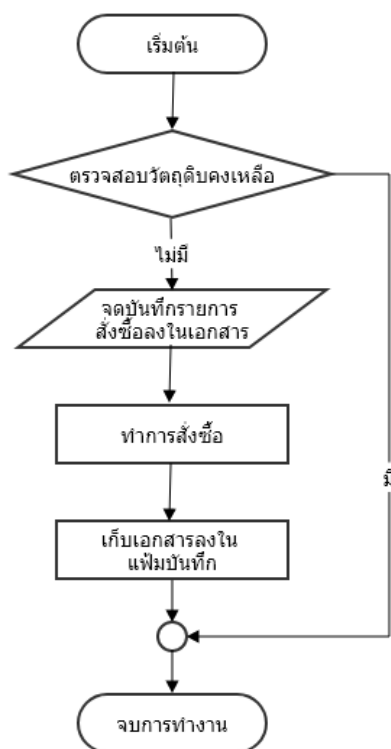 เริ่มต้น
ตรวจสอบวัตถุดิบคงเหลือ
ไม่มี
จดบันทึกรายการ
สั่งซื้อลงในเอกสาร
ทำการสั่งซื้อ
มี
เก็บเอกสารลงใน
แฟ้มบันทึก
จบการทำงาน